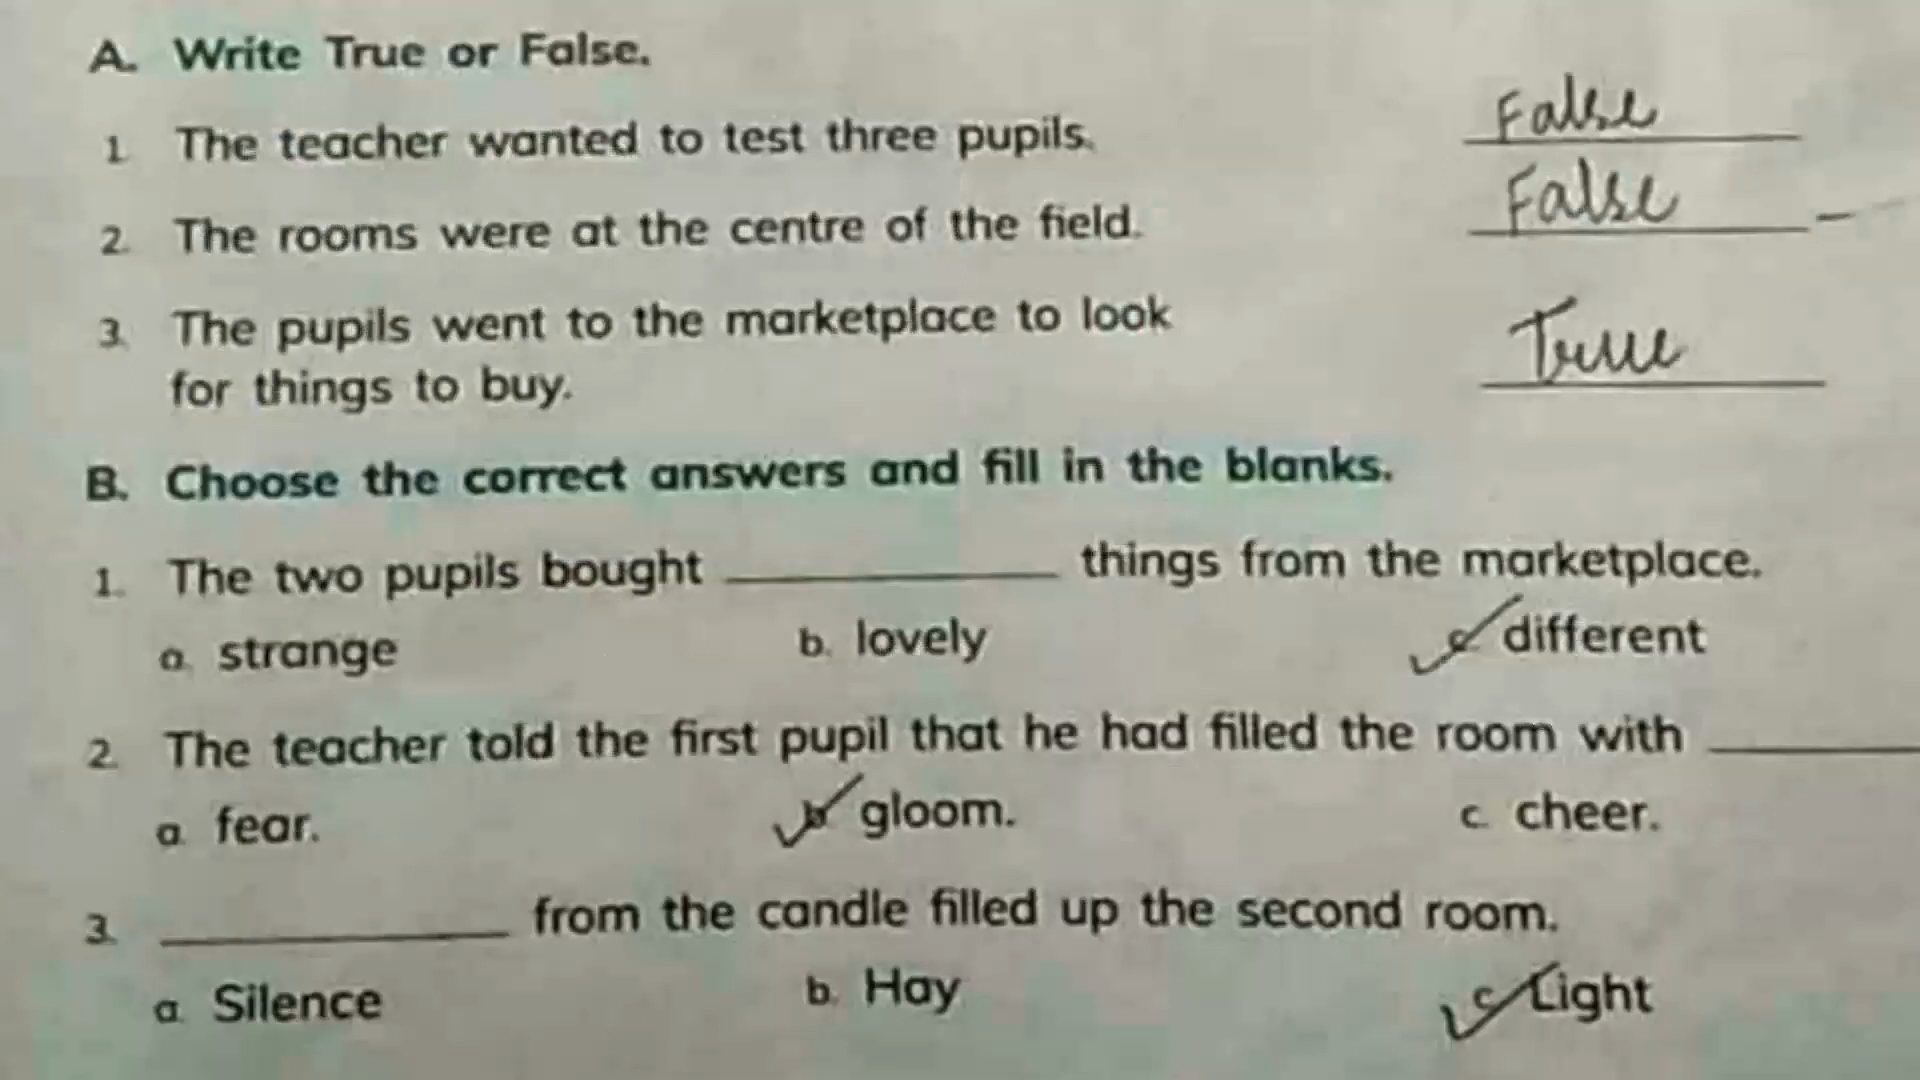 A. Write True or False.
1. The teacher wanted to test three pupils. False
2. The rooms were at the centre of the field. False
3. The pupils went to the marketplace to look
for things to buy. True
B. Choose the correct answers and fill in the blanks.
1. The two pupils bought __________ things from the marketplace.
a. strange b. lovely c. different
2. The teacher told the first pupil that he had filled the room with __________
a. fear. b. gloom. c. cheer.
3. __________ from the candle filled up the second room.
a. Silence b. Hay c. Light